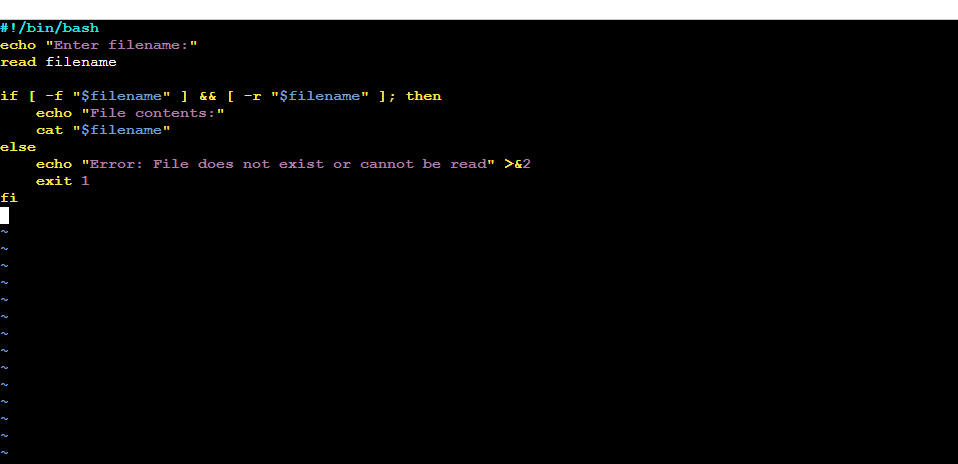 #!/bin/bash
echo "Enter filename:"
read filename

if [ -f "$filename" ] && [ -r "$filename" ]; then
    echo "File contents:"
    cat "$filename"
else
    echo "Error: File does not exist or cannot be read" >&2
    exit 1
fi

~
~
~
~
~
~
~
~
~
~
~
~
~
~